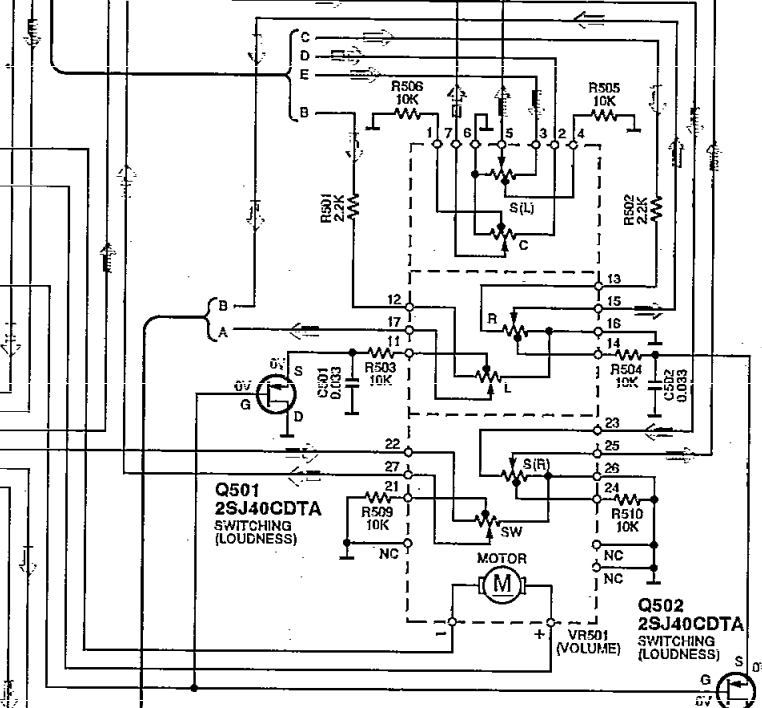 C
D
E
B
R506
10K
R505
10K
1 7 6 5 3 2 4
R501
2.2K
S(L)
C
R502
2.2K
13
B
A
12
17
11
R
15
16
14
0V
S
0V
G
D
C501
0.033
R503
10K
L
R504
10K
C502
0.033
23
22
27
21
25
26
24
S(R)
Q501
2SJ40CDTA
SWITCHING
(LOUDNESS)
R509
10K
SW
R510
10K
NC
NC
NC
MOTOR
M
–
+
VR501
(VOLUME)
Q502
2SJ40CDTA
SWITCHING
(LOUDNESS)
S
G
0V